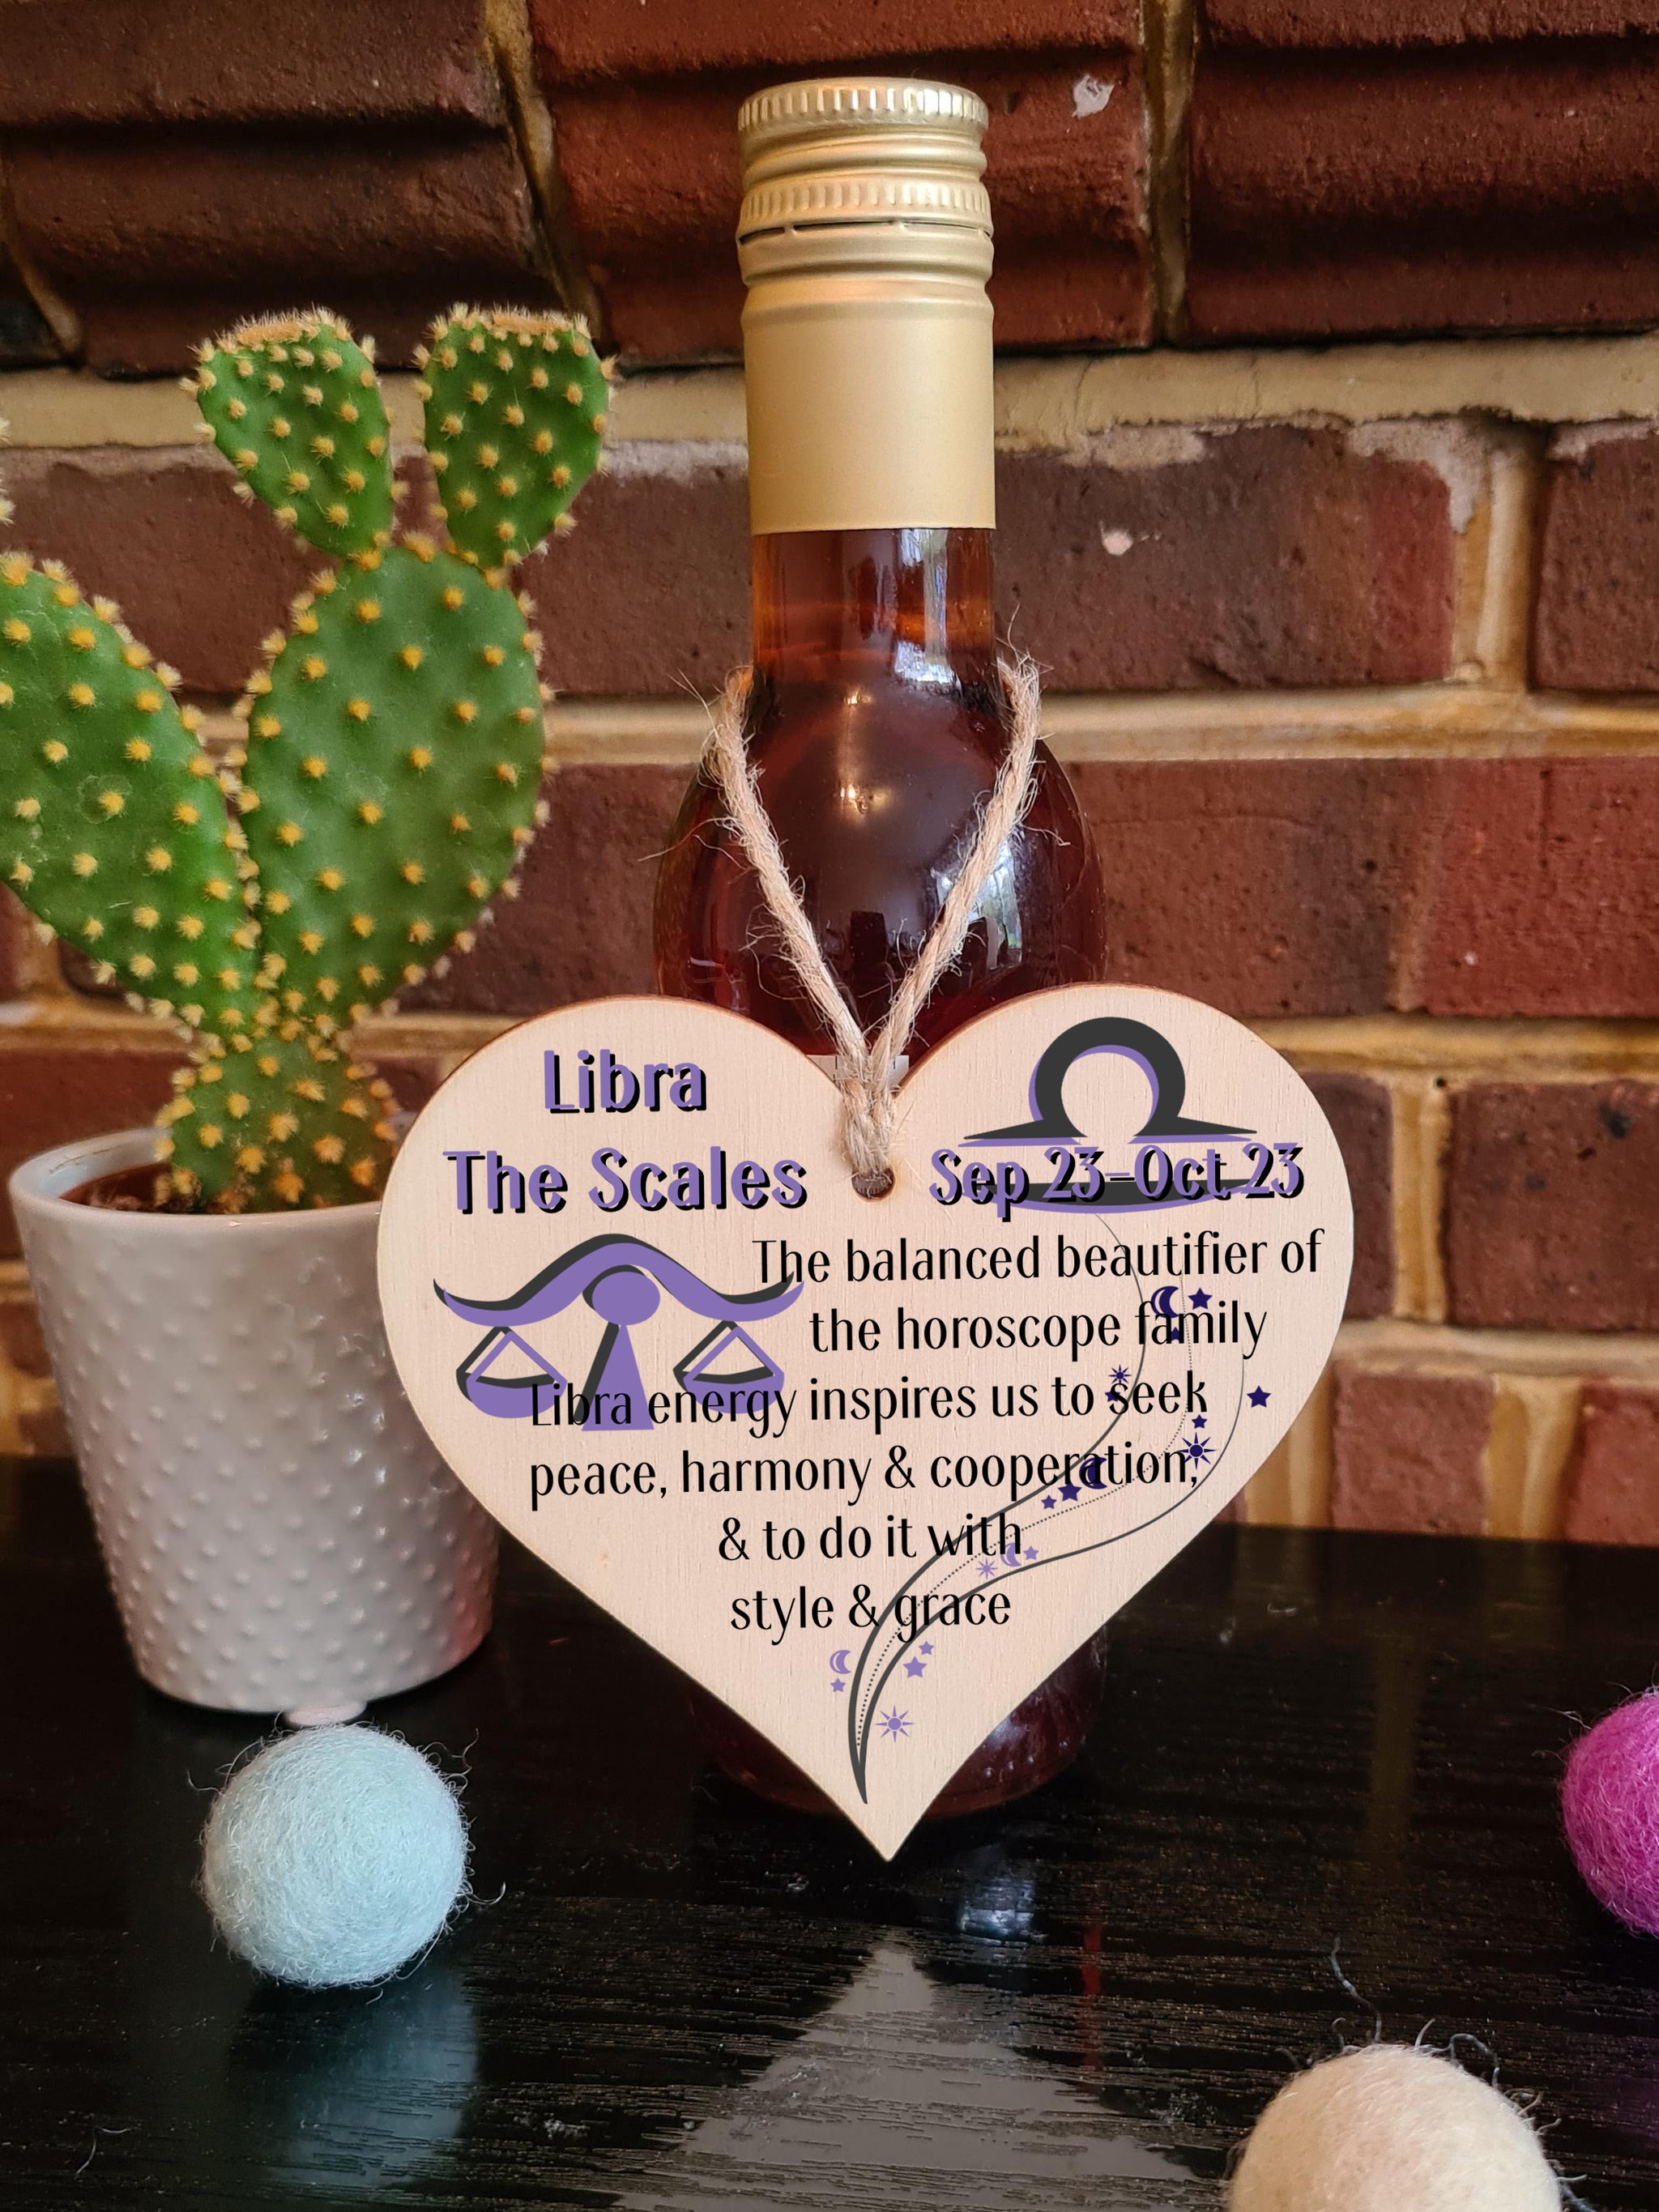 Libra
The Scales
Sep 23-Oct 23
The balanced beautifier of
the horoscope family
Libra energy inspires us to seek
peace, harmony & cooperation,
& to do it with
style & grace